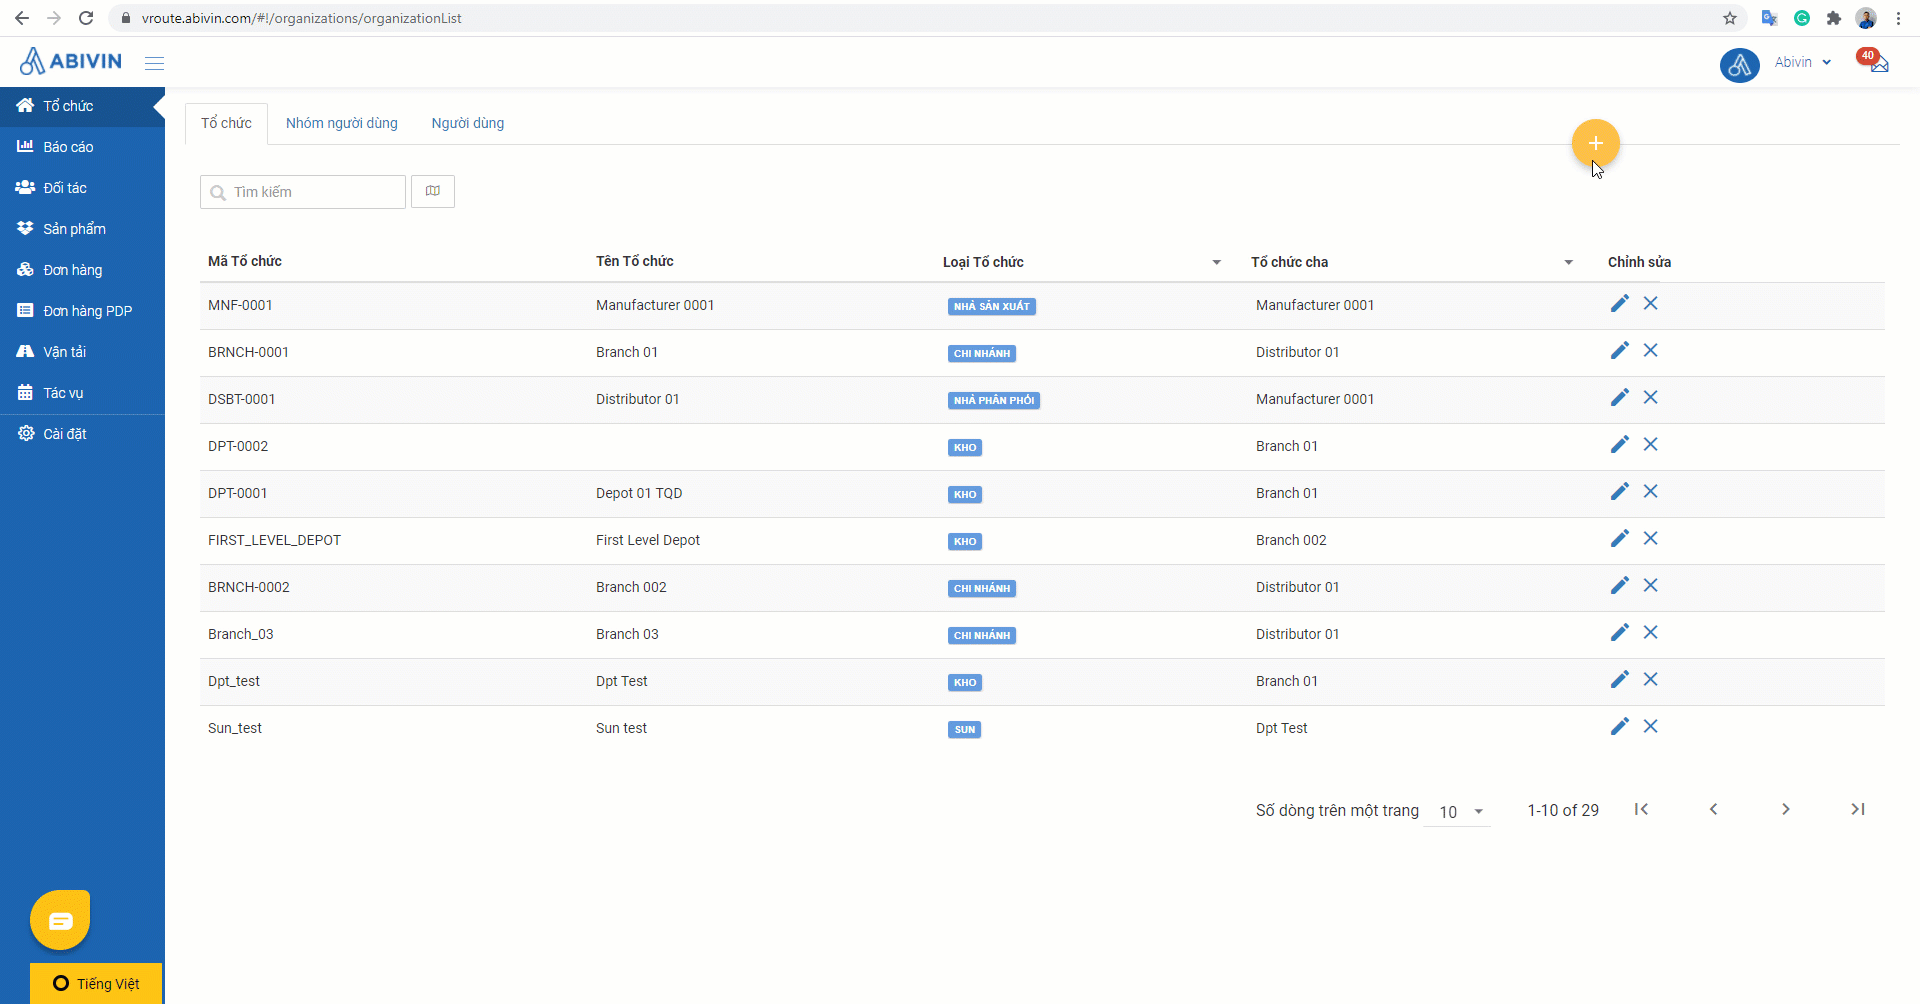 vroute.abivin.com/#!/organizations/organizationList
ABIVIN
Abivin
40
Tổ chức
Báo cáo
Đối tác
Sản phẩm
Đơn hàng
Đơn hàng PDP
Vận tải
Tác vụ
Cài đặt
Tổ chức Nhóm người dùng Người dùng
Tìm kiếm
Mã Tổ chức Tên Tổ chức Loại Tổ chức Tổ chức cha Chỉnh sửa
MNF-0001 Manufacturer 0001 NHÀ SẢN XUẤT Manufacturer 0001
BRNCH-0001 Branch 01 CHI NHÁNH Distributor 01
DSBT-0001 Distributor 01 NHÀ PHÂN PHỐI Manufacturer 0001
DPT-0002 KHO Branch 01
DPT-0001 Depot 01 TQD KHO Branch 01
FIRST_LEVEL_DEPOT First Level Depot KHO Branch 002
BRNCH-0002 Branch 002 CHI NHÁNH Distributor 01
Branch_03 Branch 03 CHI NHÁNH Distributor 01
Dpt_test Dpt Test KHO Branch 01
Sun_test Sun test SUN Dpt Test
Số dòng trên một trang 10 1-10 of 29
Tiếng Việt